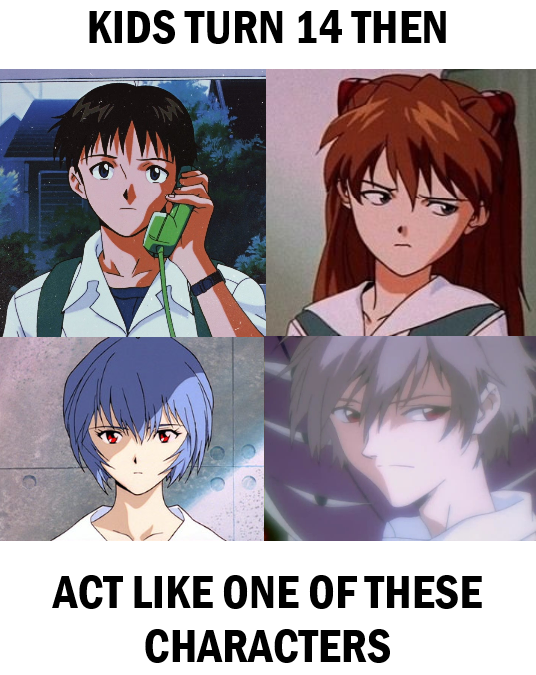 KIDS TURN 14 THEN
ACT LIKE ONE OF THESE
CHARACTERS